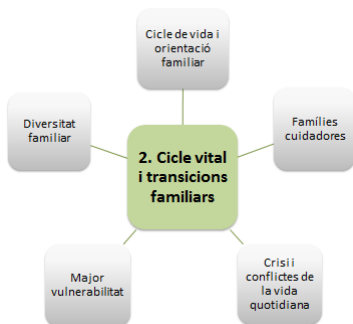 Cicle de vida i
orientació
familiar
Diversitat
familiar
2. Cicle vital
i transicions
familiars
Famílies
cuidadores
Major
vulnerabilitat
Crisi i
conflictes de
la vida
quotidiana